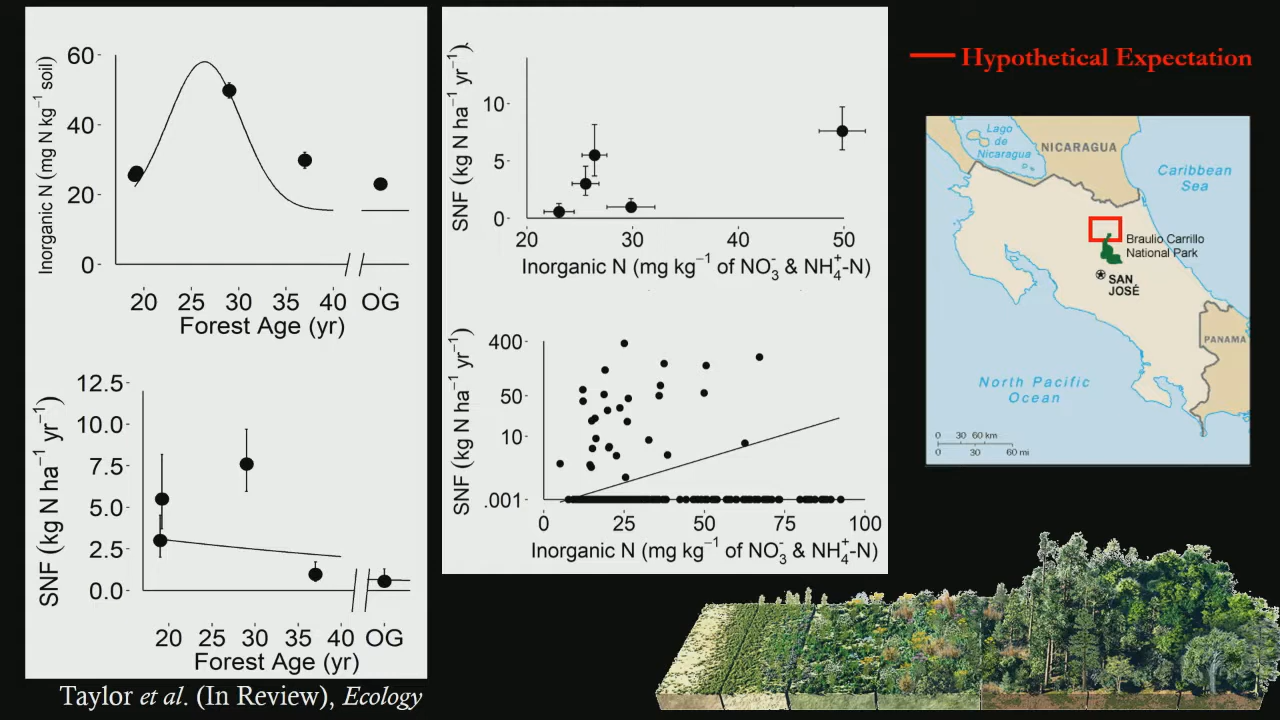 Inorganic N (mg N kg⁻¹ soil)
60
40
20
0
20 25 30 35 40 OG
Forest Age (yr)
SNF (kg N ha⁻¹ yr⁻¹)
12.5
10.0
7.5
5.0
2.5
0.0
20 25 30 35 40 OG
Forest Age (yr)
Taylor et al. (In Review), Ecology
SNF (kg N ha⁻¹ yr⁻¹)
10
5
0
20 30 40 50
Inorganic N (mg kg⁻¹ of NO₃⁻ & NH₄⁺-N)
SNF (kg N ha⁻¹ yr⁻¹)
400
50
10
.001
0 25 50 75 100
Inorganic N (mg kg⁻¹ of NO₃⁻ & NH₄⁺-N)
Hypothetical Expectation
Lago
de
Nicaragua
NICARAGUA
Caribbean
Sea
Braulio Carrillo
National Park
SAN
JOSÉ
PANAMA
North Pacific
Ocean
0 30 60 km
0 30 60 mi